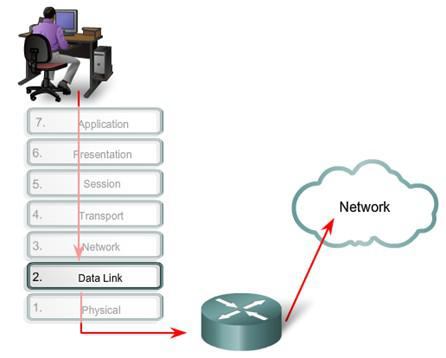 7. Application
6. Presentation
5. Session
4. Transport
3. Network
2. Data Link
1. Physical
Network